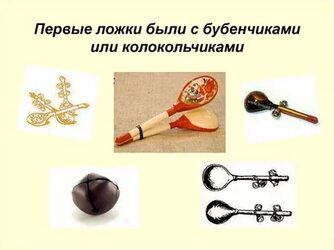 Первые ложки были с бубенчиками
или колокольчиками